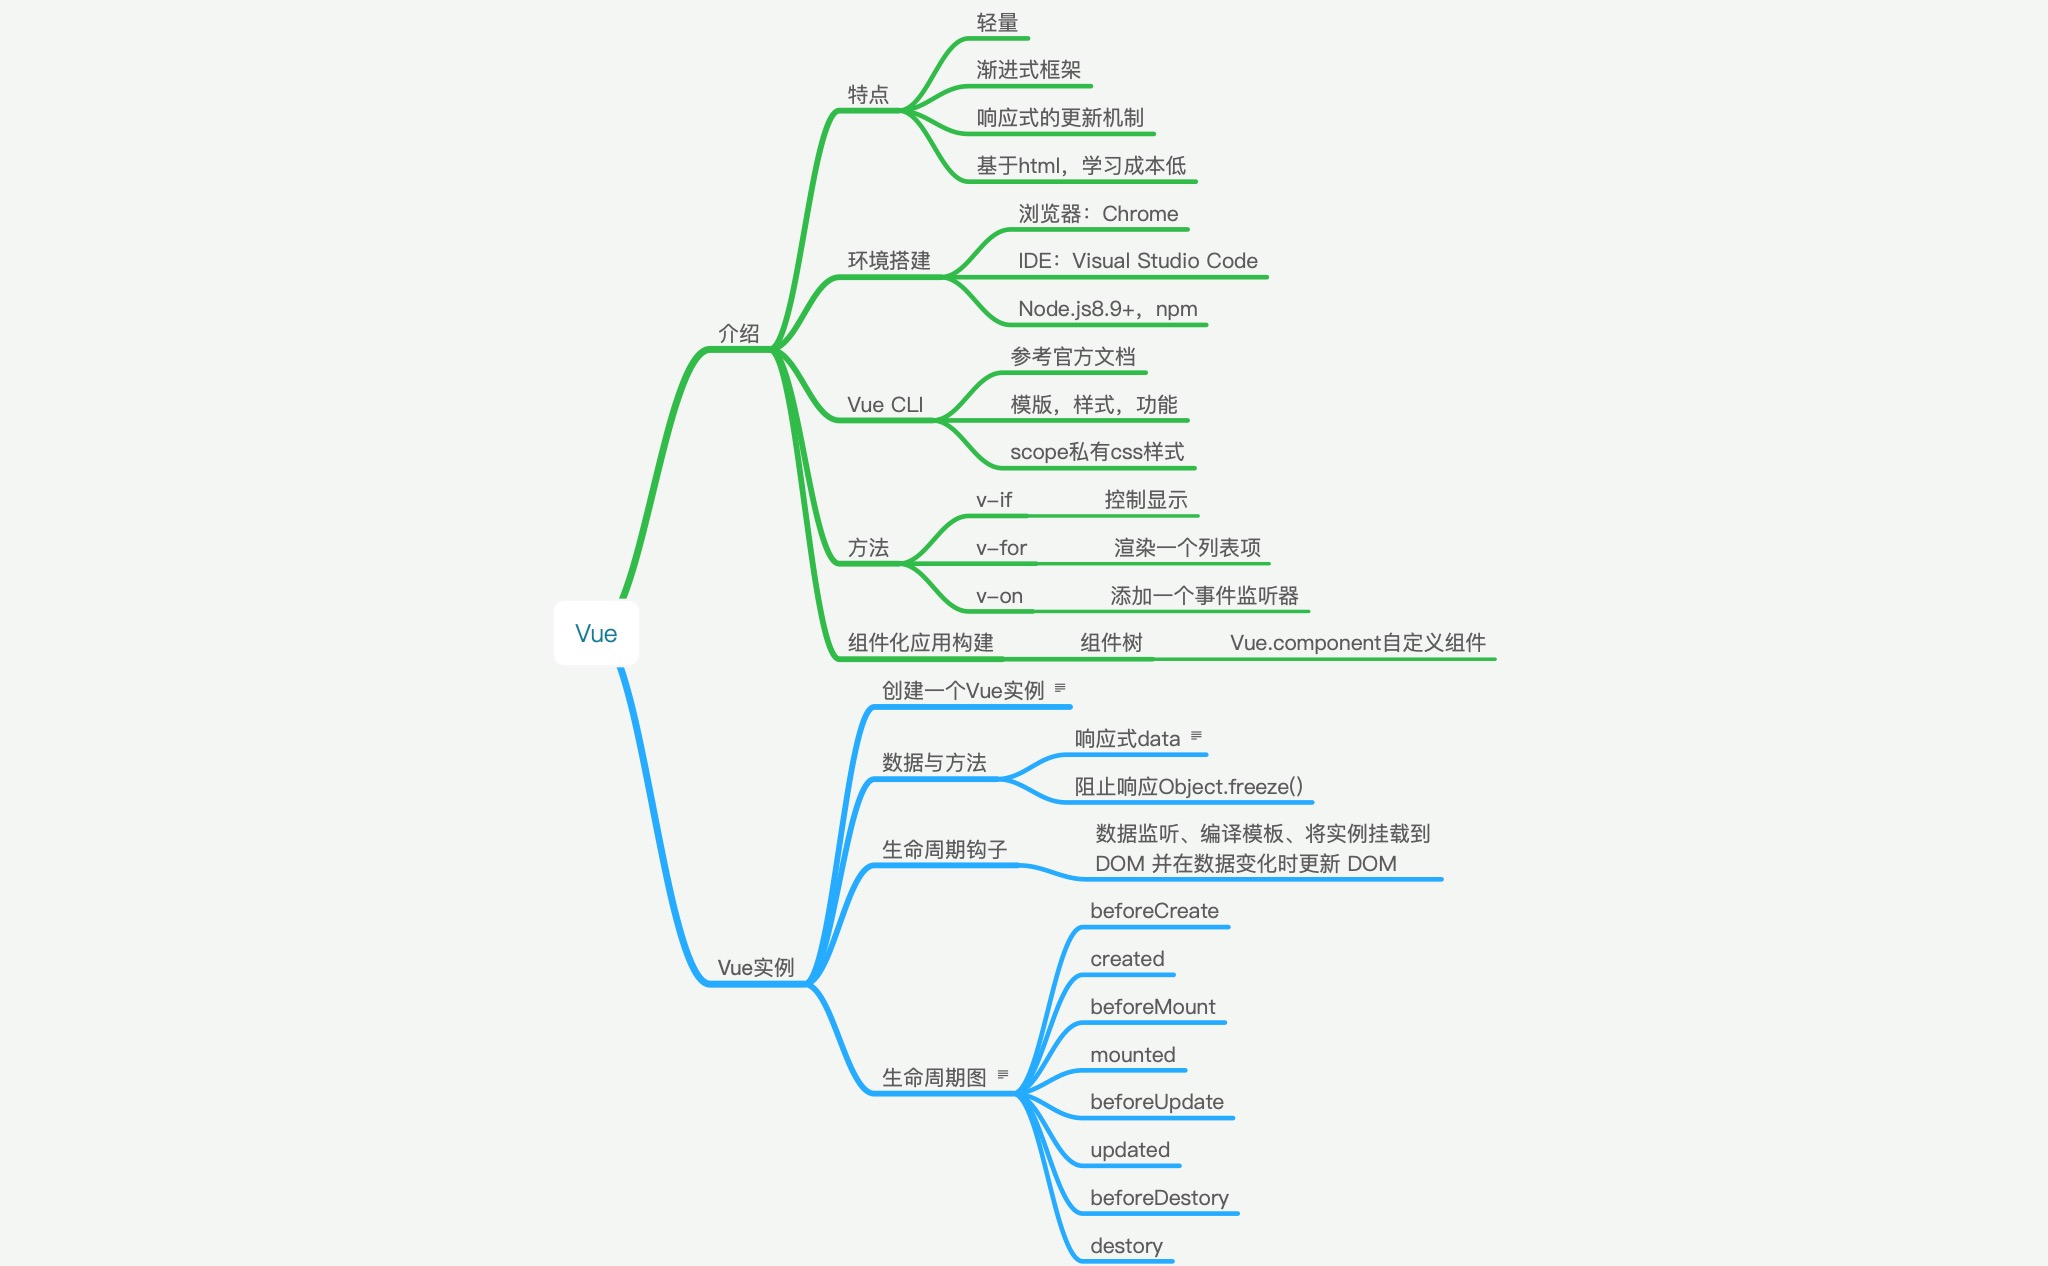 Vue
介绍
特点
轻量
渐进式框架
响应式的更新机制
基于html，学习成本低
环境搭建
浏览器：Chrome
IDE：Visual Studio Code
Node.js8.9+，npm
Vue CLI
参考官方文档
模版，样式，功能
scope私有css样式
方法
v-if
控制显示
v-for
渲染一个列表项
v-on
添加一个事件监听器
组件化应用构建
组件树
Vue.component自定义组件
Vue实例
创建一个Vue实例
数据与方法
响应式data
阻止响应Object.freeze()
生命周期钩子
数据监听、编译模板、将实例挂载到
DOM 并在数据变化时更新 DOM
生命周期图
beforeCreate
created
beforeMount
mounted
beforeUpdate
updated
beforeDestory
destory